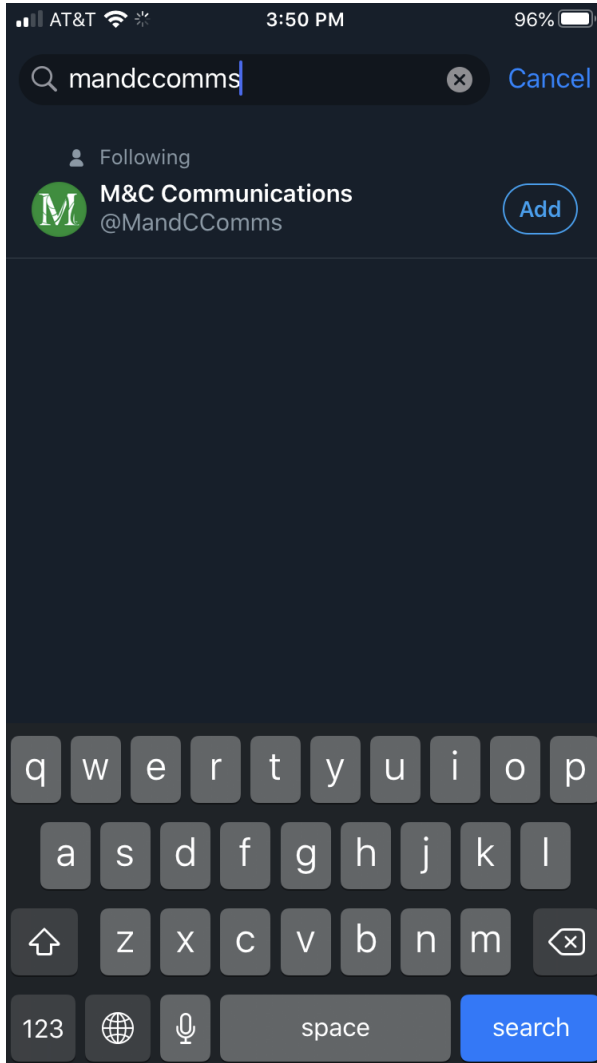 AT&T 3:50 PM 96%
mandccomms Cancel
Following
M&C Communications
@MandCComms
Add
M
q w e r t y u i o p
a s d f g h j k l
z x c v b n m
123 space search